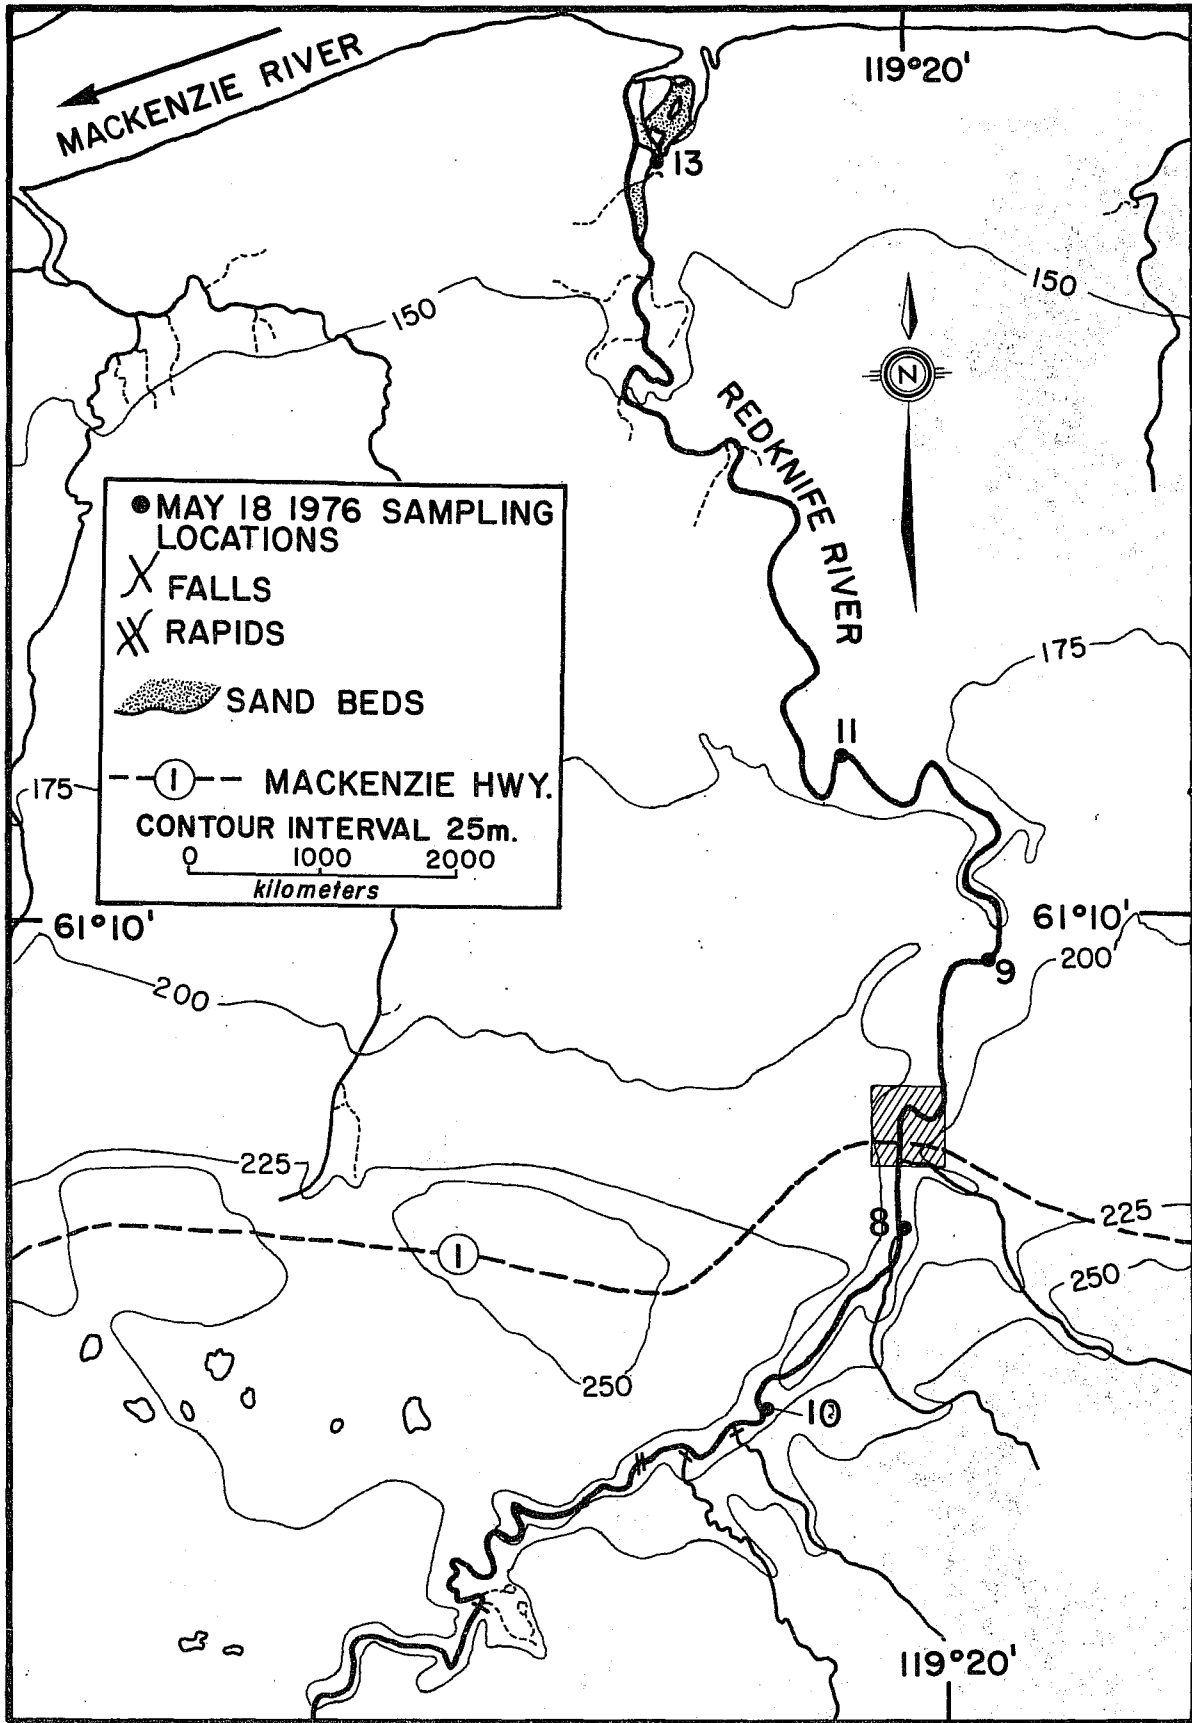 119°20'
MACKENZIE RIVER
13
150
150
N
REDKNIFE RIVER
● MAY 18 1976 SAMPLING
LOCATIONS
FALLS
RAPIDS
SAND BEDS
1 MACKENZIE HWY.
CONTOUR INTERVAL 25m.
0 1000 2000
kilometers
175
11
175
61°10'
61°10'
9
200
200
225
8
225
1
250
250
10
119°20'